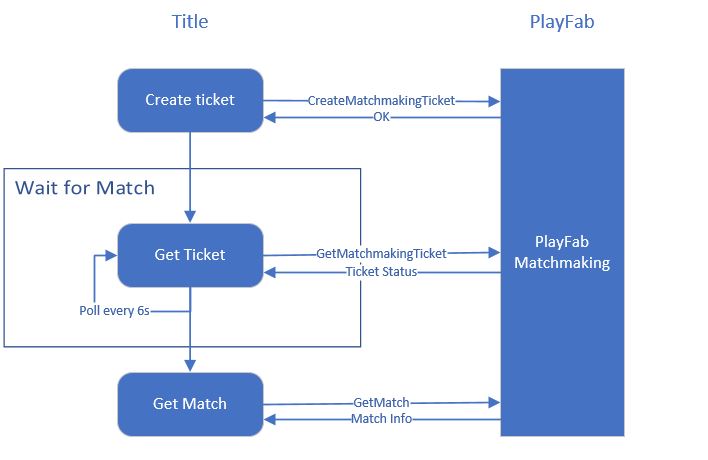 Title
PlayFab
Create ticket
CreateMatchmakingTicket
OK
Wait for Match
Get Ticket
GetMatchmakingTicket
Ticket Status
Poll every 6s
PlayFab
Matchmaking
Get Match
GetMatch
Match Info